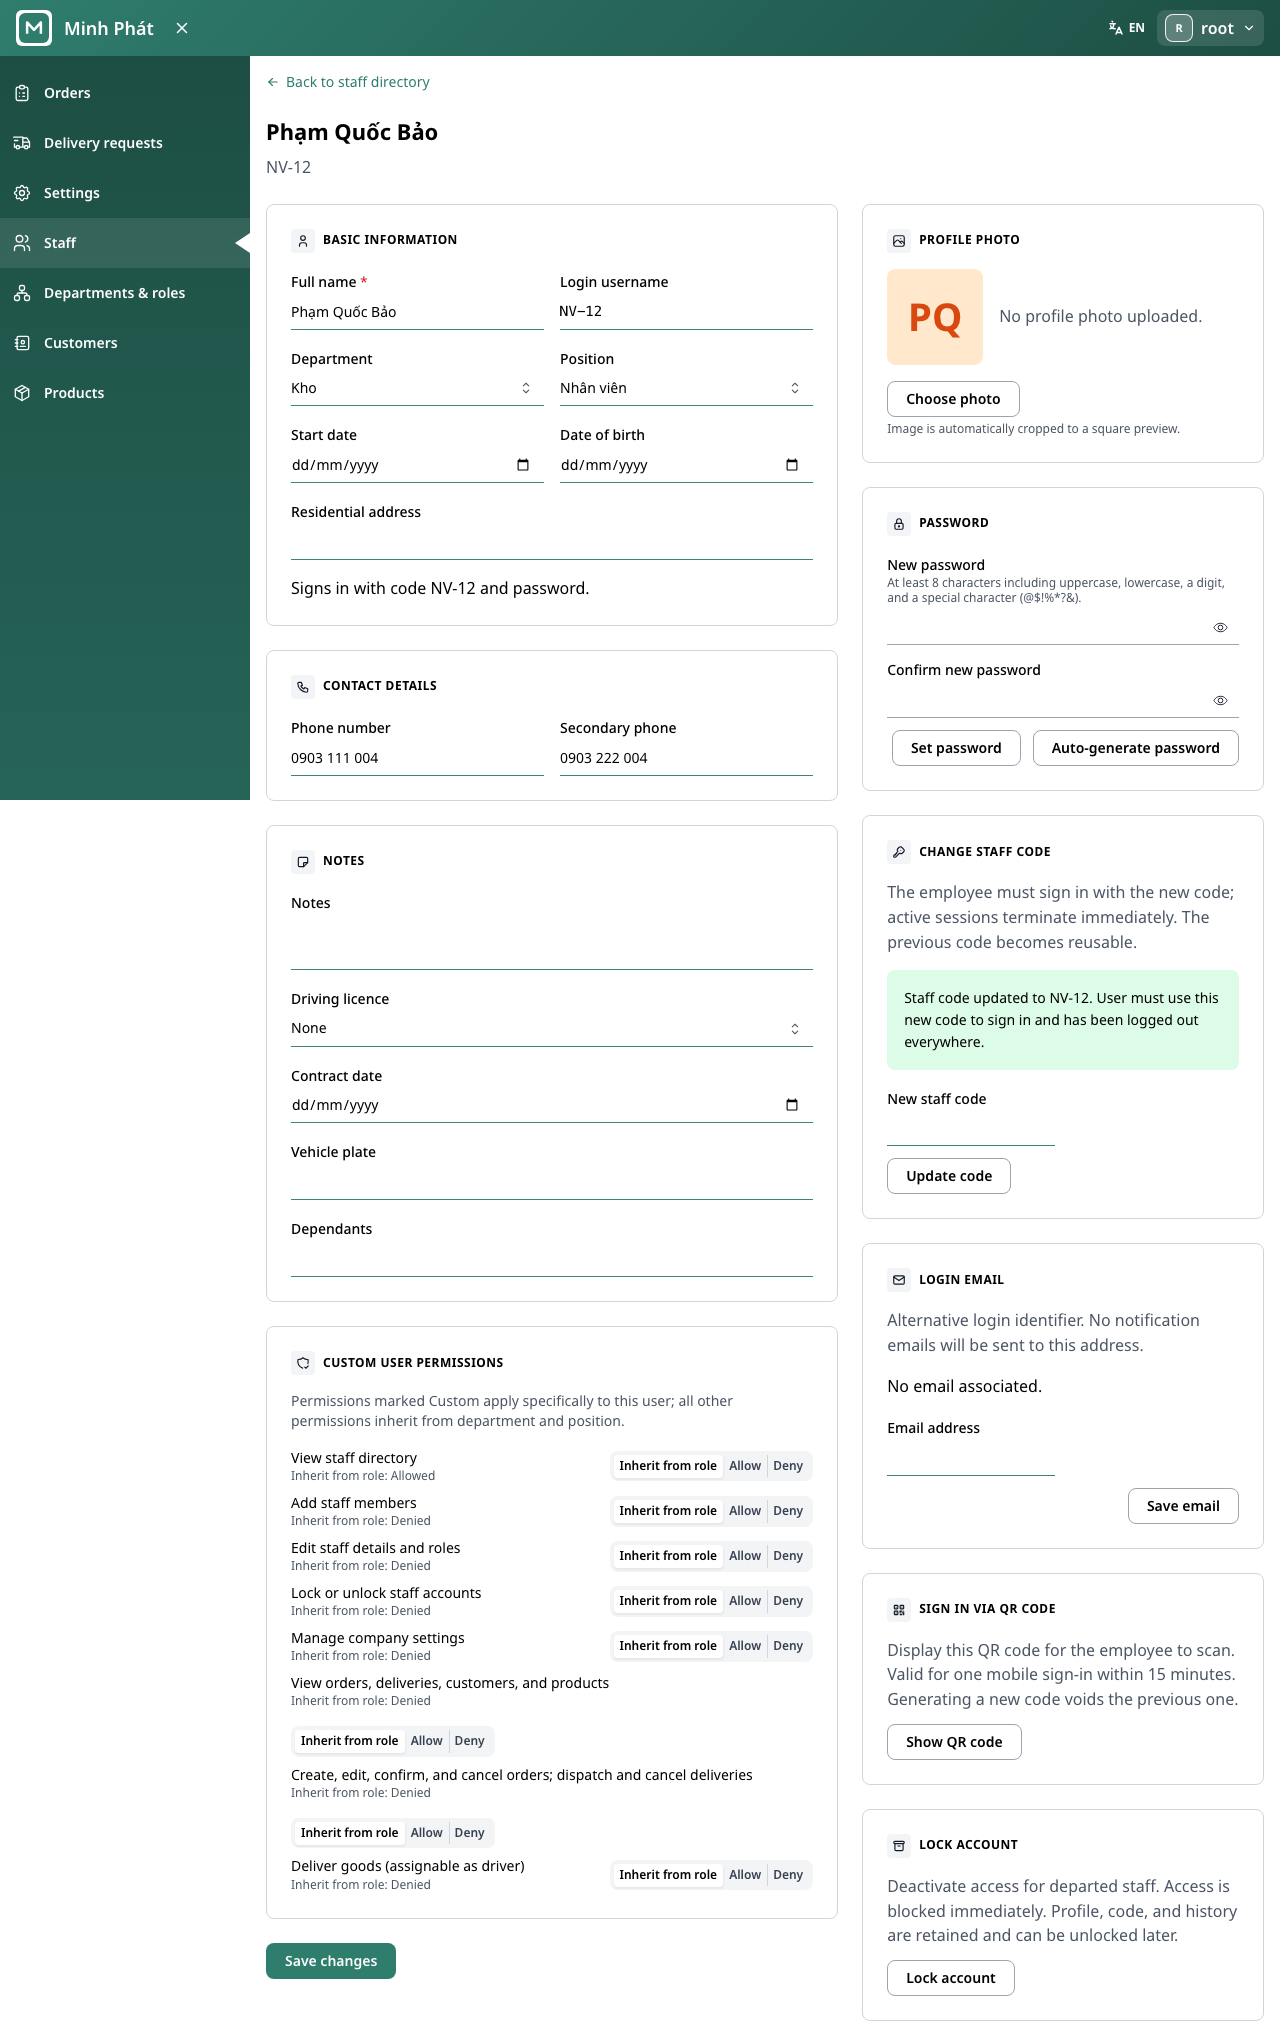 Minh Phát
EN
R
root
Orders
Delivery requests
Settings
Staff
Departments & roles
Customers
Products
Back to staff directory
Phạm Quốc Bảo
NV-12
BASIC INFORMATION
Full name *
Phạm Quốc Bảo
Login username
NV-12
Department
Kho
Position
Nhân viên
Start date
dd/mm/yyyy
Date of birth
dd/mm/yyyy
Residential address
Signs in with code NV-12 and password.
CONTACT DETAILS
Phone number
0903 111 004
Secondary phone
0903 222 004
NOTES
Notes
Driving licence
None
Contract date
dd/mm/yyyy
Vehicle plate
Dependants
CUSTOM USER PERMISSIONS
Permissions marked Custom apply specifically to this user; all other
permissions inherit from department and position.
View staff directory
Inherit from role: Allowed
Inherit from role Allow Deny
Add staff members
Inherit from role: Denied
Inherit from role Allow Deny
Edit staff details and roles
Inherit from role: Denied
Inherit from role Allow Deny
Lock or unlock staff accounts
Inherit from role: Denied
Inherit from role Allow Deny
Manage company settings
Inherit from role: Denied
Inherit from role Allow Deny
View orders, deliveries, customers, and products
Inherit from role: Denied
Inherit from role Allow Deny
Create, edit, confirm, and cancel orders; dispatch and cancel deliveries
Inherit from role: Denied
Inherit from role Allow Deny
Deliver goods (assignable as driver)
Inherit from role: Denied
Inherit from role Allow Deny
Save changes
PROFILE PHOTO
PQ
No profile photo uploaded.
Choose photo
Image is automatically cropped to a square preview.
PASSWORD
New password
At least 8 characters including uppercase, lowercase, a digit,
and a special character (@$!%*?&).
Confirm new password
Set password
Auto-generate password
CHANGE STAFF CODE
The employee must sign in with the new code;
active sessions terminate immediately. The
previous code becomes reusable.
Staff code updated to NV-12. User must use this
new code to sign in and has been logged out
everywhere.
New staff code
Update code
LOGIN EMAIL
Alternative login identifier. No notification
emails will be sent to this address.
No email associated.
Email address
Save email
SIGN IN VIA QR CODE
Display this QR code for the employee to scan.
Valid for one mobile sign-in within 15 minutes.
Generating a new code voids the previous one.
Show QR code
LOCK ACCOUNT
Deactivate access for departed staff. Access is
blocked immediately. Profile, code, and history
are retained and can be unlocked later.
Lock account